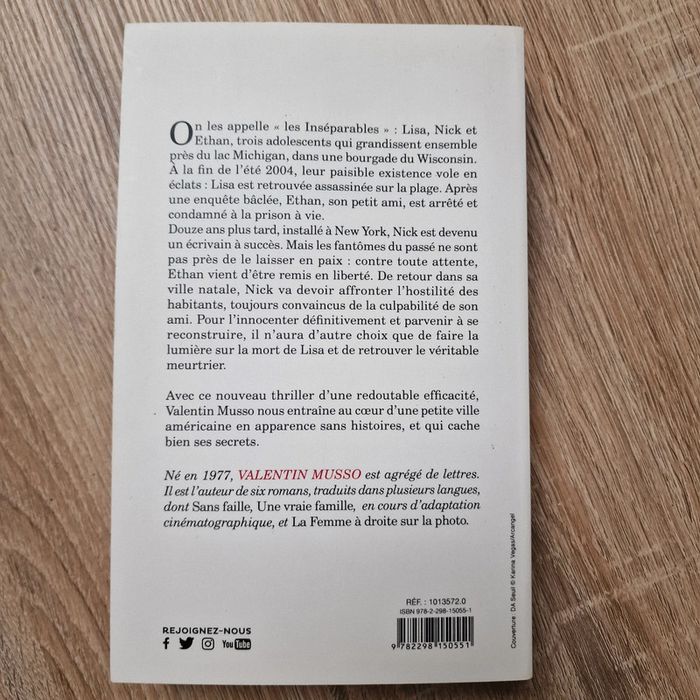 On les appelle « les Inséparables » : Lisa, Nick et
Ethan, trois adolescents qui grandissent ensemble
près du lac Michigan, dans une bourgade du Wisconsin.
À la fin de l'été 2004, leur paisible existence vole en
éclats : Lisa est retrouvée assassinée sur la plage. Après
une enquête bâclée, Ethan, son petit ami, est arrêté et
condamné à la prison à vie.
Douze ans plus tard, installé à New York, Nick est devenu
un écrivain à succès. Mais les fantômes du passé ne sont
pas près de le laisser en paix : contre toute attente,
Ethan vient d'être remis en liberté. De retour dans sa
ville natale, Nick va devoir affronter l'hostilité des
habitants, toujours convaincus de la culpabilité de son
ami. Pour l'innocenter définitivement et parvenir à se
reconstruire, il n'aura d'autre choix que de faire la
lumière sur la mort de Lisa et de retrouver le véritable
meurtrier.
Avec ce nouveau thriller d'une redoutable efficacité,
Valentin Musso nous entraîne au cœur d'une petite ville
américaine en apparence sans histoires, et qui cache
bien ses secrets.
Né en 1977, VALENTIN MUSSO est agrégé de lettres.
Il est l'auteur de six romans, traduits dans plusieurs langues,
dont Sans faille, Une vraie famille, en cours d'adaptation
cinématographique, et La Femme à droite sur la photo.
RÉF. : 1013572.0
ISBN 978-2-298-15055-1
9 782298 150551
REJOIGNEZ-NOUS
YouTube
Couverture : DA Seuil © Karina Vegas/Arcangel